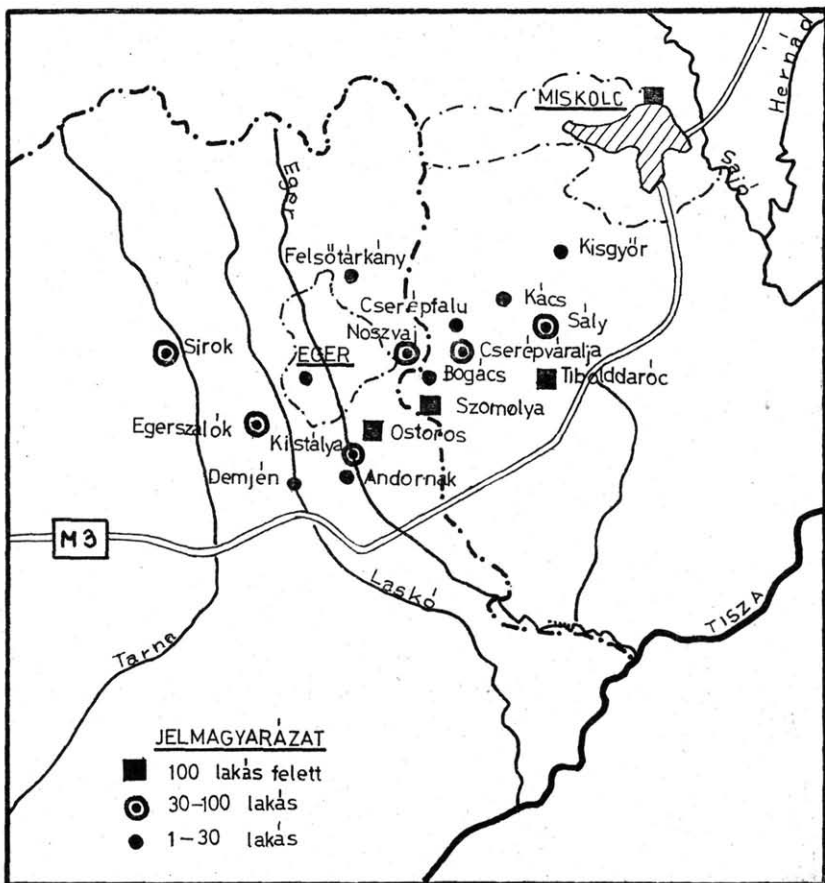 MISKOLC
Hernád
Sajó
Eger
Felsőtárkány
Kisgyőr
Kács
Cserépfalu
Sály
Noszvaj
Sirok
EGER
Cserépváralja
Bogács
Tibolddaróc
Szomolya
Egerszalók
Ostoros
Kistálya
Demjén
Andornak
M3
Laskó
TISZA
Tarna
JELMAGYARÁZAT
100 lakás felett
30-100 lakás
1-30 lakás